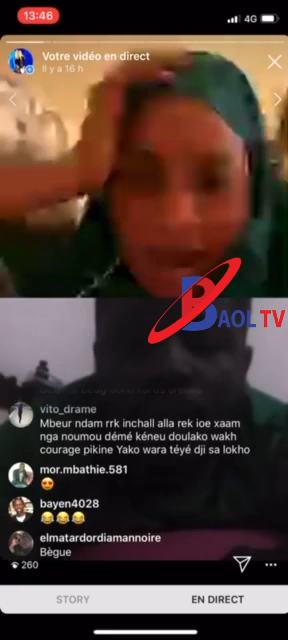 13:46
4G
Votre vidéo en direct
Il y a 16 h
BAOL TV
vito_drame
Mbeur ndam rrk inchall alla rek ioe xaam
nga noumou démé kéneu doulako wakh
courage pikine Yako wara téyé dji sa lokho
mor.mbathie.581
😍
bayen4028
😂😂😂
elmatardordiamannoire
Bègue
260
STORY
EN DIRECT